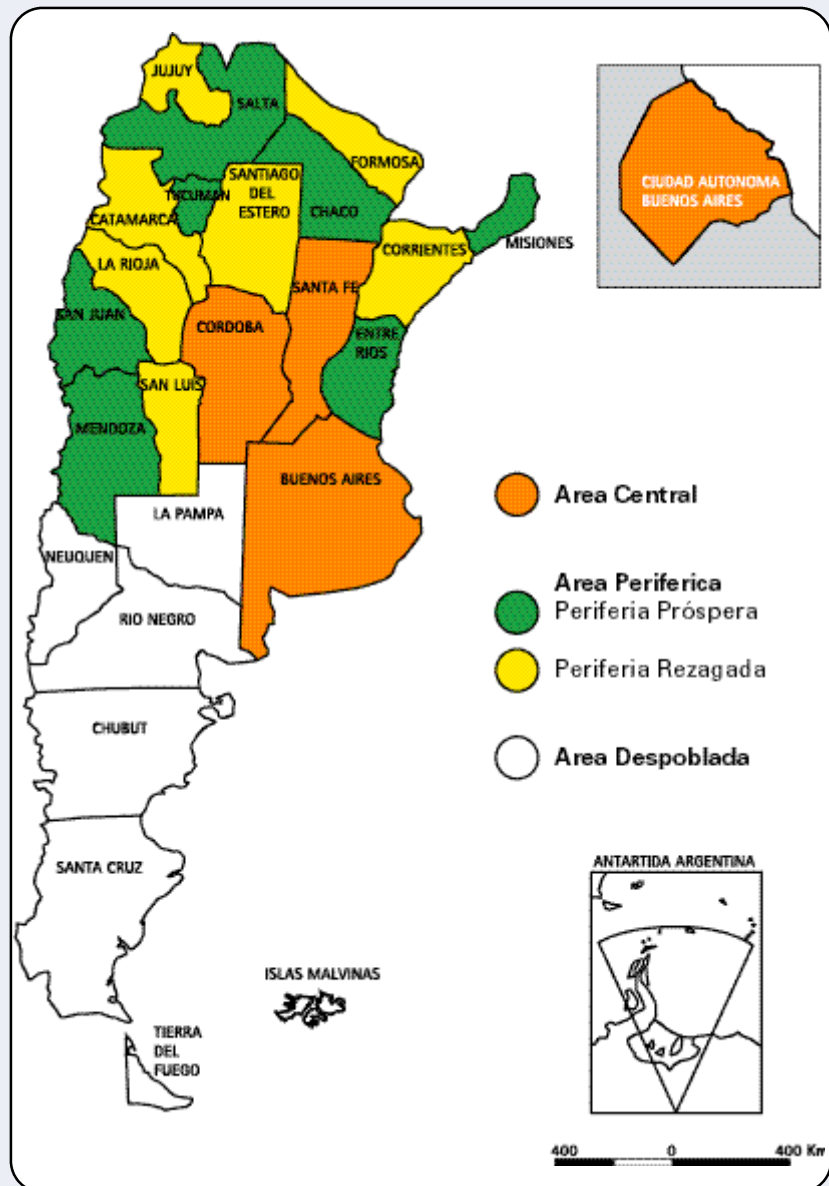 JUJUY
SALTA
FORMOSA
SANTIAGO
DEL
ESTERO
TUCUMAN
CHACO
CATAMARCA
MISIONES
CORRIENTES
LA RIOJA
SANTA FE
SAN JUAN
CORDOBA
ENTRE
RIOS
SAN LUIS
MENDOZA
BUENOS AIRES
LA PAMPA
NEUQUEN
RIO NEGRO
CHUBUT
SANTA CRUZ
ISLAS MALVINAS
TIERRA
DEL
FUEGO
CIUDAD AUTONOMA
BUENOS AIRES
Area Central
Area Periferica
Periferia Próspera
Periferia Rezagada
Area Despoblada
ANTARTIDA ARGENTINA
400 0 400 Km